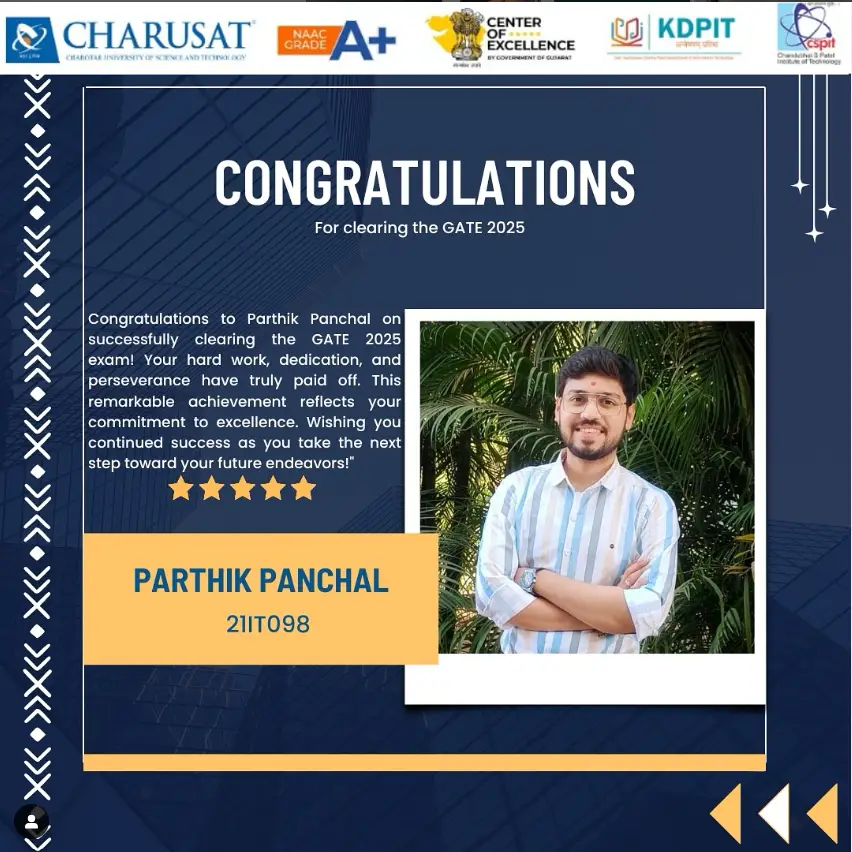 CHARUSAT
CHAROTAR UNIVERSITY OF SCIENCE AND TECHNOLOGY
NAAC
GRADE
A+
CENTER
OF
EXCELLENCE
BY GOVERNMENT OF GUJARAT
KDPIT
cspit
Chandubhai S Patel
Institute of Technology
CONGRATULATIONS
For clearing the GATE 2025
Congratulations to Parthik Panchal on
successfully clearing the GATE 2025
exam! Your hard work, dedication, and
perseverance have truly paid off. This
remarkable achievement reflects your
commitment to excellence. Wishing you
continued success as you take the next
step toward your future endeavors!"
PARTHIK PANCHAL
21IT098